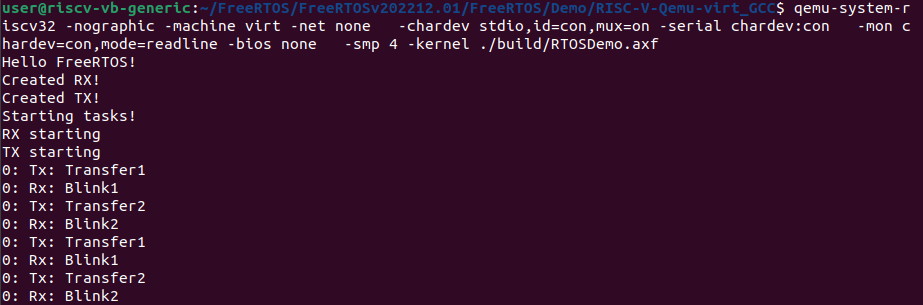 user@riscv-vb-generic:~/FreeRTOS/FreeRTOSv202212.01/FreeRTOS/Demo/RISC-V-Qemu-virt_GCC$ qemu-system-r
iscv32 -nographic -machine virt -net none   -chardev stdio,id=con,mux=on -serial chardev:con   -mon c
hardev=con,mode=readline -bios none   -smp 4 -kernel ./build/RTOSDemo.axf
Hello FreeRTOS!
Created RX!
Created TX!
Starting tasks!
RX starting
TX starting
0: Tx: Transfer1
0: Rx: Blink1
0: Tx: Transfer2
0: Rx: Blink2
0: Tx: Transfer1
0: Rx: Blink1
0: Tx: Transfer2
0: Rx: Blink2